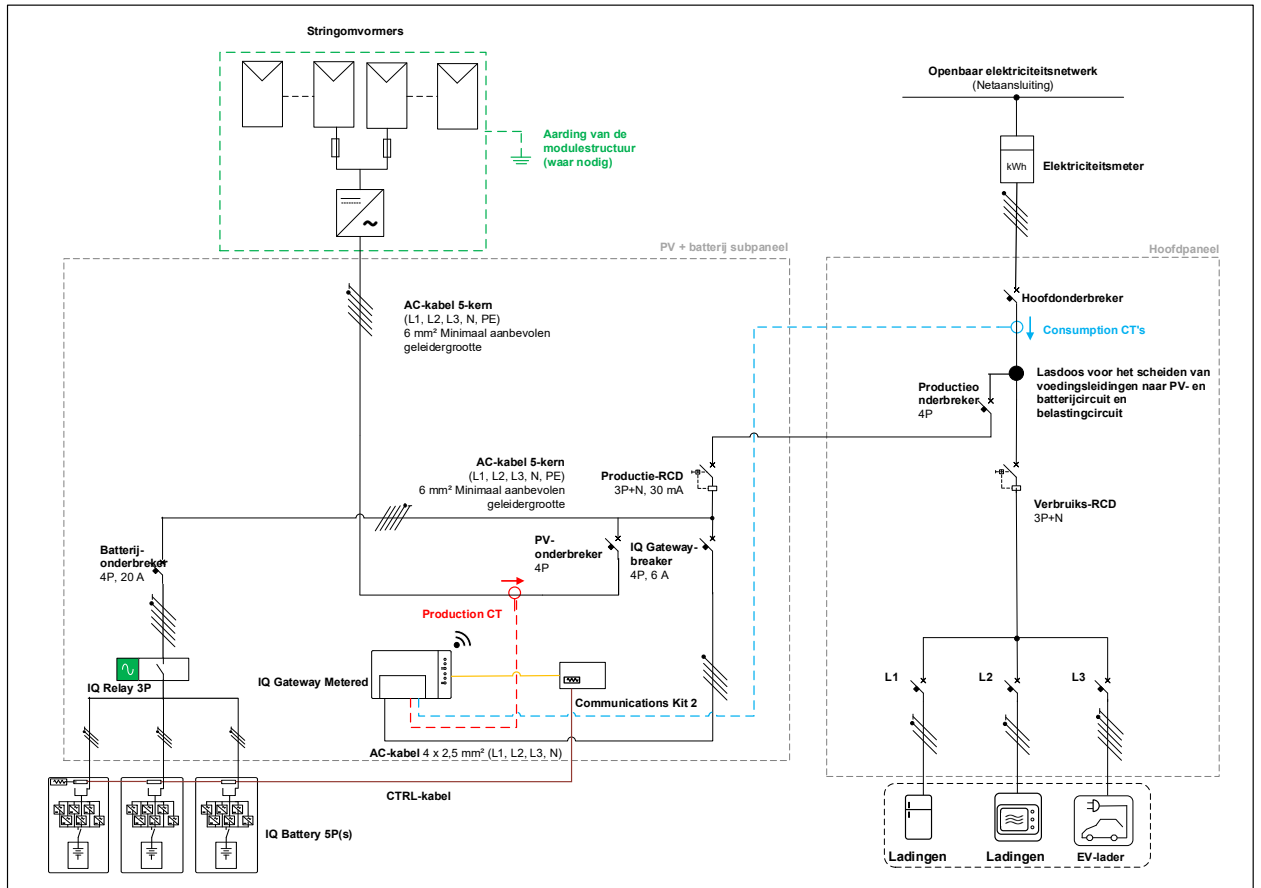 Stringomvormers
Openbaar elektriciteitsnetwerk
(Netaansluiting)
Aarding van de
modulestructuur
(waar nodig)
kWh
Elektriciteitsmeter
PV + batterij subpaneel
Hoofdpaneel
AC-kabel 5-kern
(L1, L2, L3, N, PE)
6 mm² Minimaal aanbevolen
geleidergrootte
Hoofdonderbreker
Consumption CT's
Lasdoos voor het scheiden van
voedingsleidingen naar PV- en
batterijcircuit en
belastingcircuit
Productieo
nderbreker
4P
AC-kabel 5-kern
(L1, L2, L3, N, PE)
6 mm² Minimaal aanbevolen
geleidergrootte
Productie-RCD
3P+N, 30 mA
Verbruiks-RCD
3P+N
Batterij-
onderbreker
4P, 20 A
PV-
onderbreker
4P
IQ Gateway-
breaker
4P, 6 A
Production CT
IQ Relay 3P
IQ Gateway Metered
Communications Kit 2
L1
L2
L3
AC-kabel 4 x 2,5 mm² (L1, L2, L3, N)
CTRL-kabel
IQ Battery 5P(s)
Ladingen
Ladingen
EV-lader